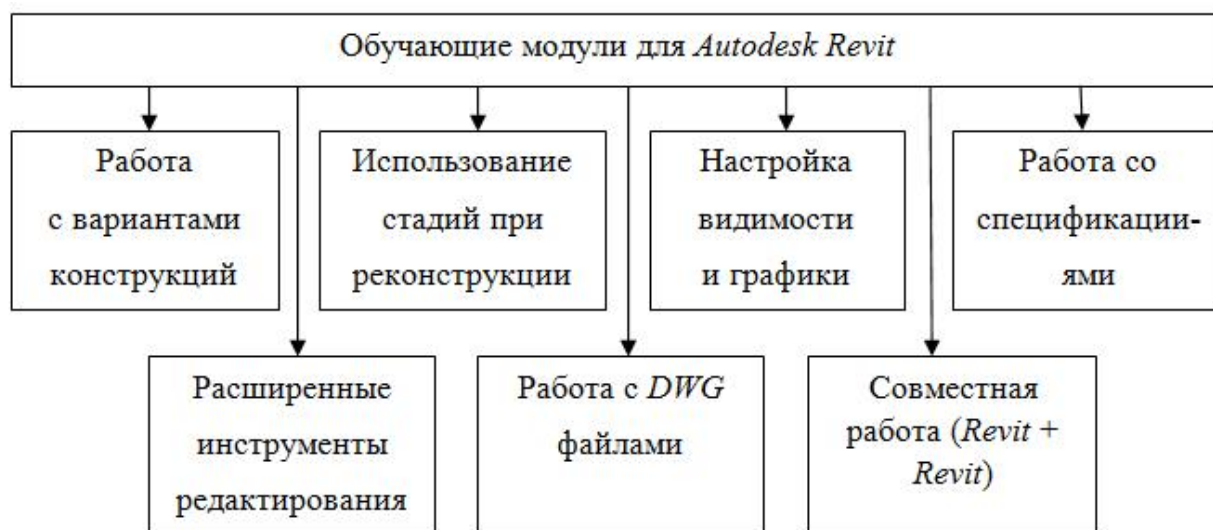 Обучающие модули для Autodesk Revit
Работа
с вариантами
конструкций
Использование
стадий при
реконструкции
Настройка
видимости
и графики
Работа со
спецификации-
ями
Расширенные
инструменты
редактирования
Работа с DWG
файлами
Совместная
работа (Revit +
Revit)